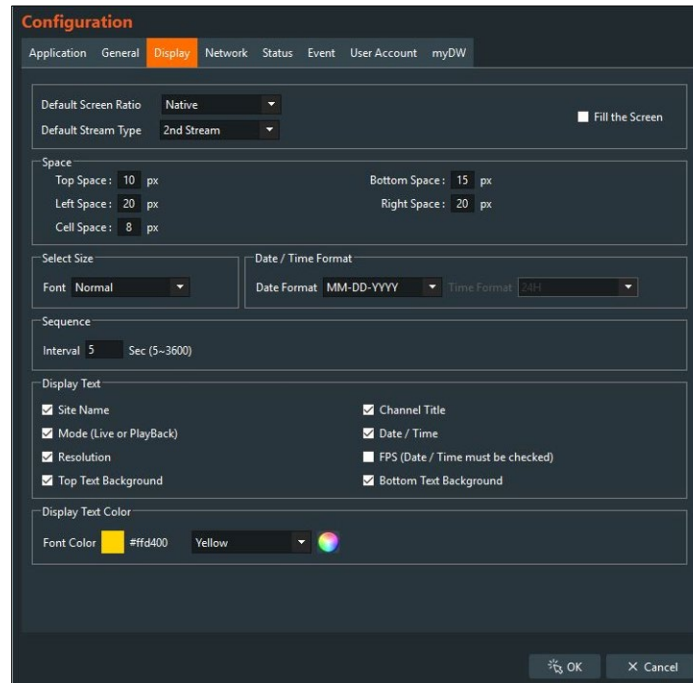 Configuration
Application General Display Network Status Event User Account myDW
Default Screen Ratio Native
Fill the Screen
Default Stream Type 2nd Stream
Space
Top Space : 10 px Bottom Space : 15 px
Left Space : 20 px Right Space : 20 px
Cell Space : 8 px
Select Size Date / Time Format
Font Normal Date Format MM-DD-YYYY Time Format 24H
Sequence
Interval 5 Sec (5~3600)
Display Text
Site Name Channel Title
Mode (Live or PlayBack) Date / Time
Resolution FPS (Date / Time must be checked)
Top Text Background Bottom Text Background
Display Text Color
Font Color #ffd400 Yellow
OK Cancel